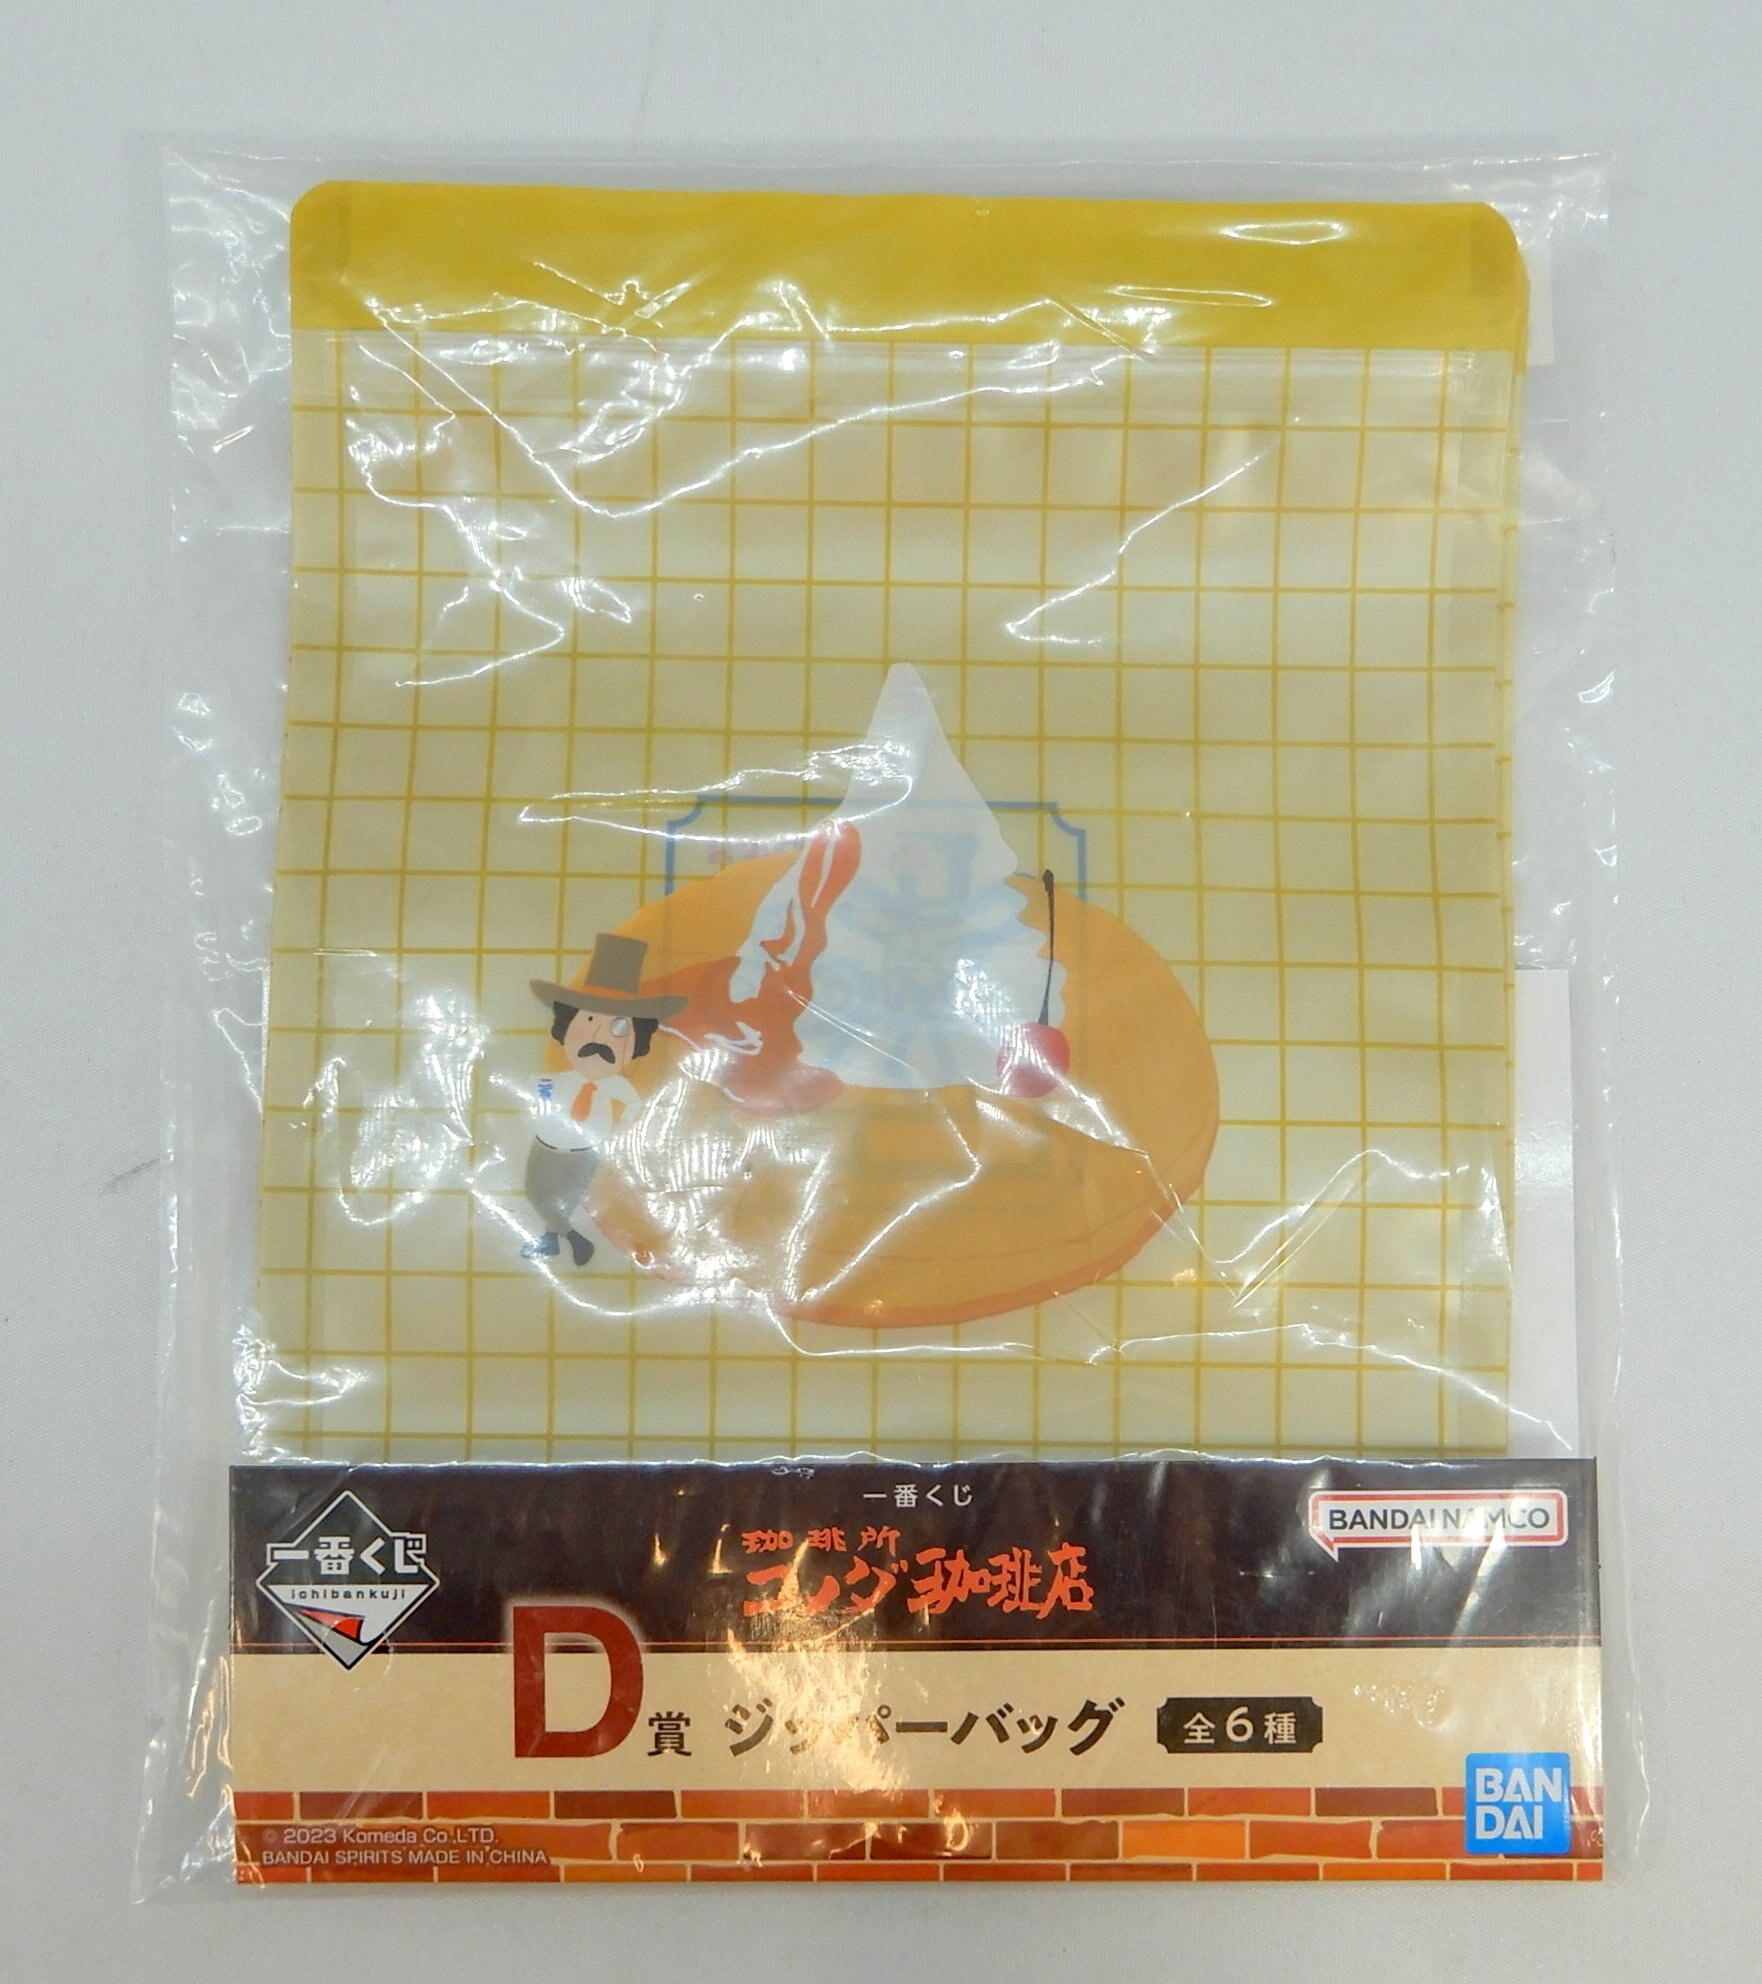 一番くじ
一番くじ
ichibankuji
珈琲所
コメダ珈琲店
BANDAI NAMCO
D賞 ジッパーバッグ 全6種
BAN
DAI
© 2023 Komeda Co.,LTD.
BANDAI SPIRITS MADE IN CHINA